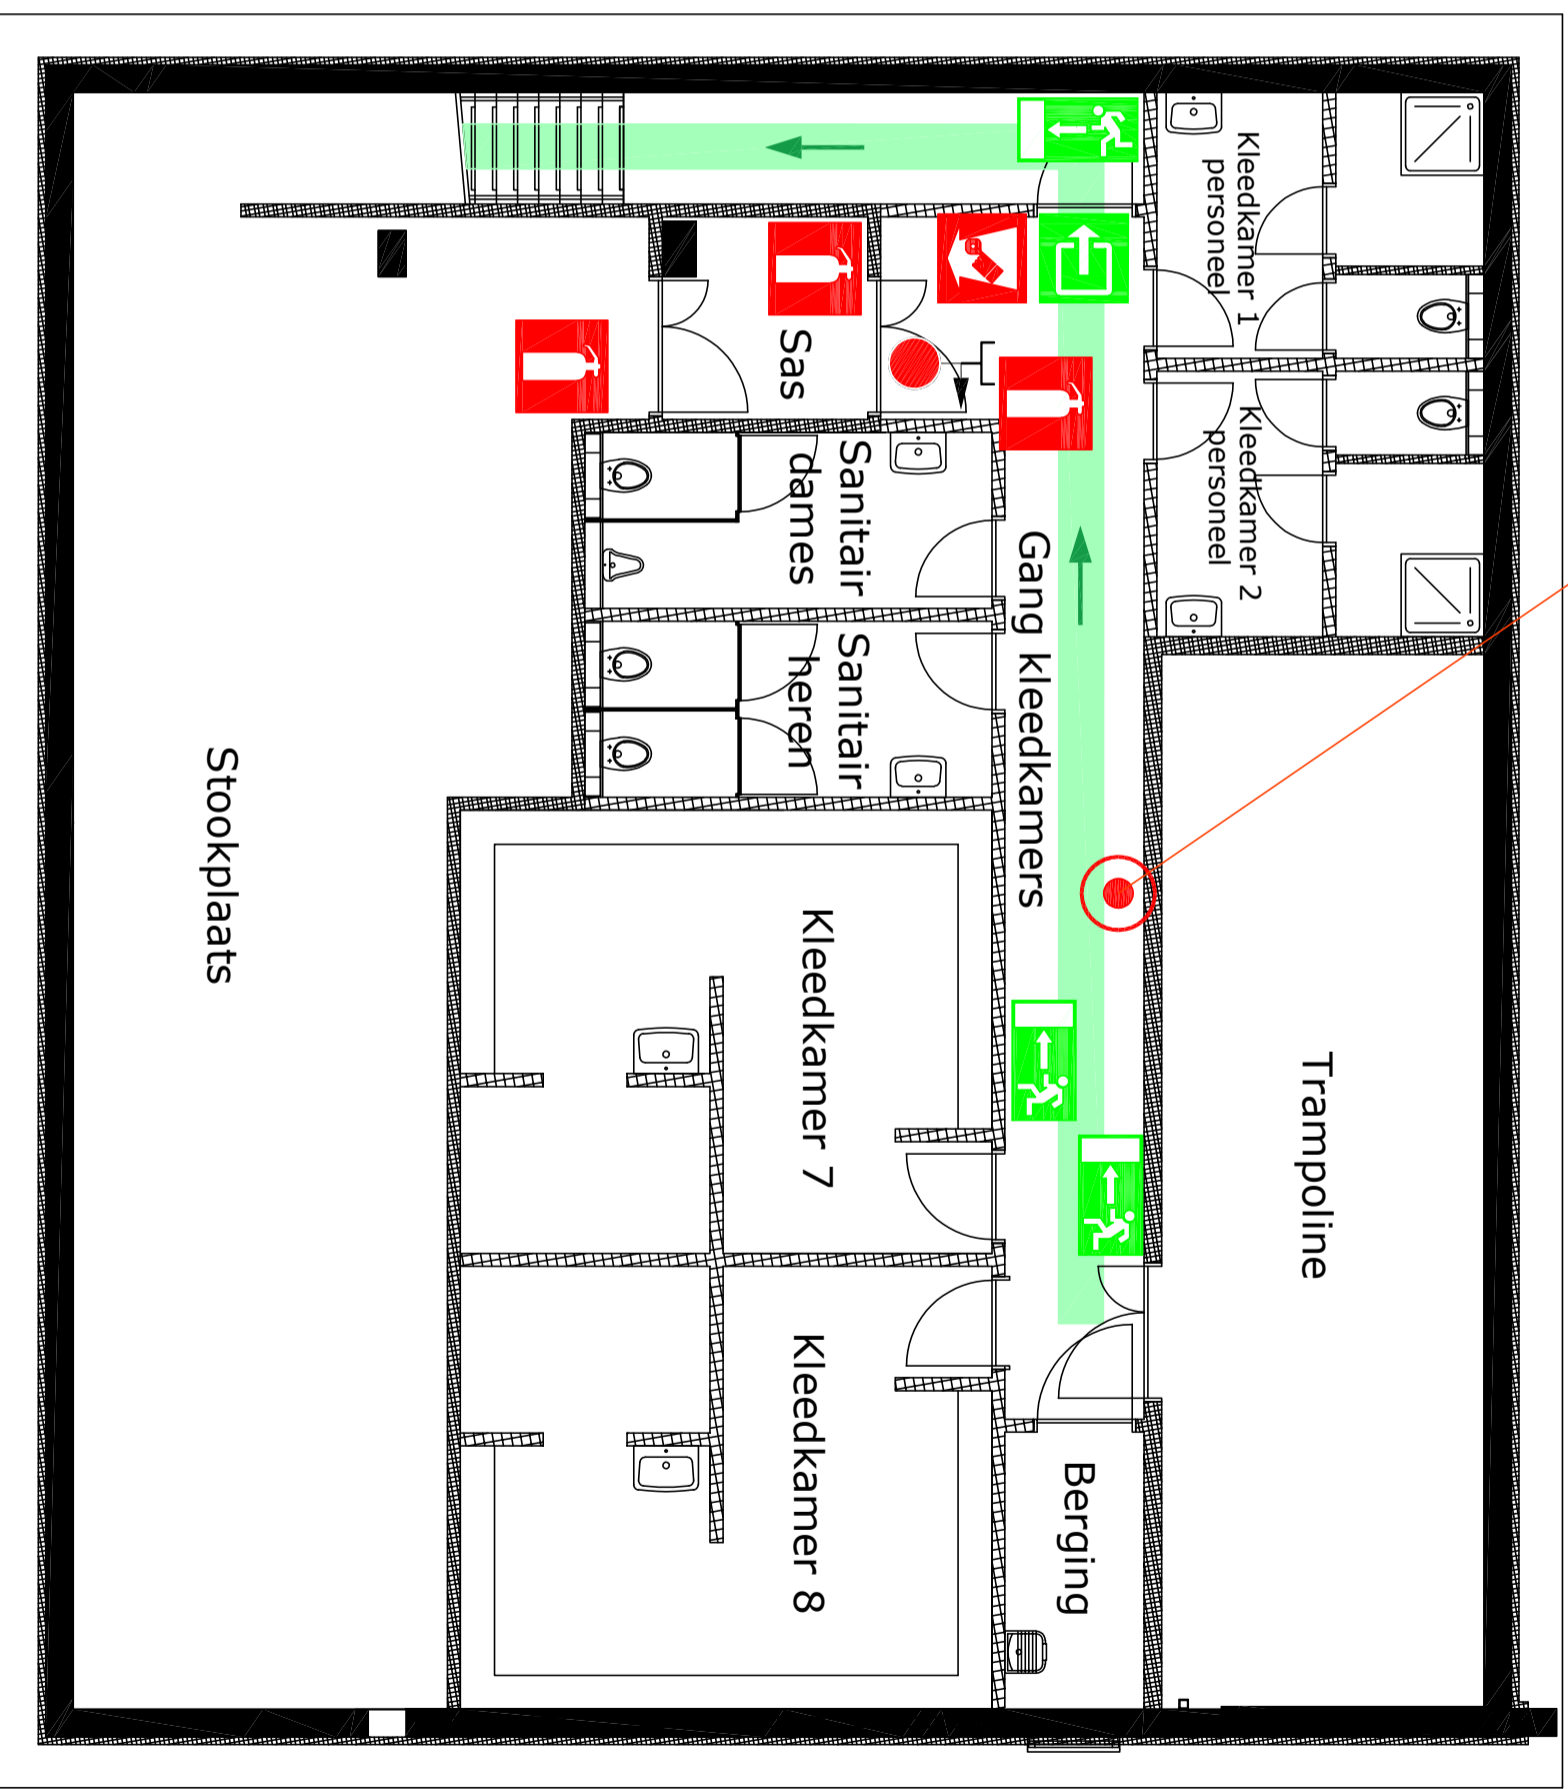 Kleedkamer 1
personeel
Kleedkamer 2
personeel
Sas
Sanitair
dames
Sanitair
heren
Gang kleedkamers
Stookplaats
Kleedkamer 7
Trampoline
Kleedkamer 8
Berging